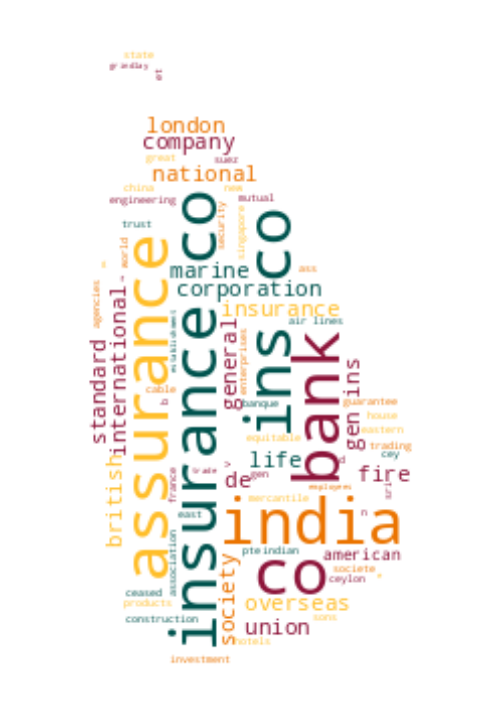 state
grindlay
et
london
company
great
suez
national
china
new
engineering
mutual
insurance co
ins co
trust
security
singapore
assurance
world
marine
ass
corporation
agencies
international
insurance
establishment
general
air lines
enterprises
standard
bank
gen ins
cable
b
banque
guarantee
house
eastern
equitable
trading
british
life
cey
france
trade
de
gen
d
fire
employees
sri
mercantile
india
east
n
association
pte indian
american
co
societe
ceylon
society
ceased
products
overseas
construction
sons
union
hotels
investment